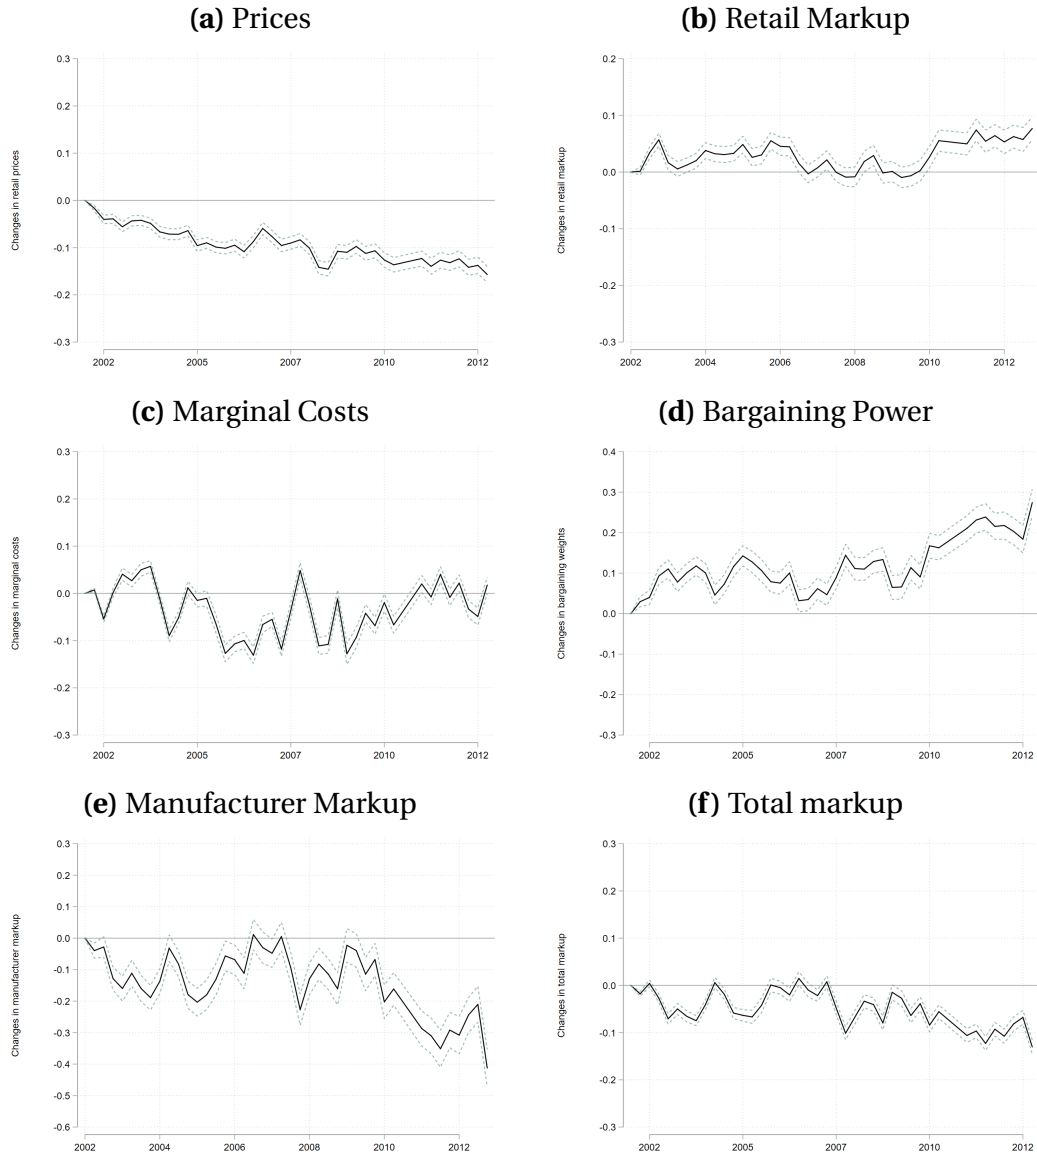 (a) Prices
(b) Retail Markup
Changes in retail prices
0.3
0.2
0.1
0.0
-0.1
-0.2
-0.3
2002 2005 2007 2010 2012
Changes in retail markup
0.2
0.1
0.0
-0.1
-0.2
-0.3
2002 2004 2006 2008 2010 2012
(c) Marginal Costs
(d) Bargaining Power
Changes in marginal costs
0.3
0.2
0.1
0.0
-0.1
-0.2
-0.3
2002 2005 2007 2010 2012
Changes in bargaining weights
0.4
0.3
0.2
0.1
0.0
-0.1
-0.2
-0.3
2002 2005 2007 2010 2012
(e) Manufacturer Markup
(f) Total markup
Changes in manufacturer markup
0.3
0.2
0.1
0.0
-0.1
-0.2
-0.3
-0.4
-0.5
-0.6
2002 2004 2006 2008 2010 2012
Changes in total markup
0.3
0.2
0.1
0.0
-0.1
-0.2
-0.3
2002 2005 2007 2010 2012